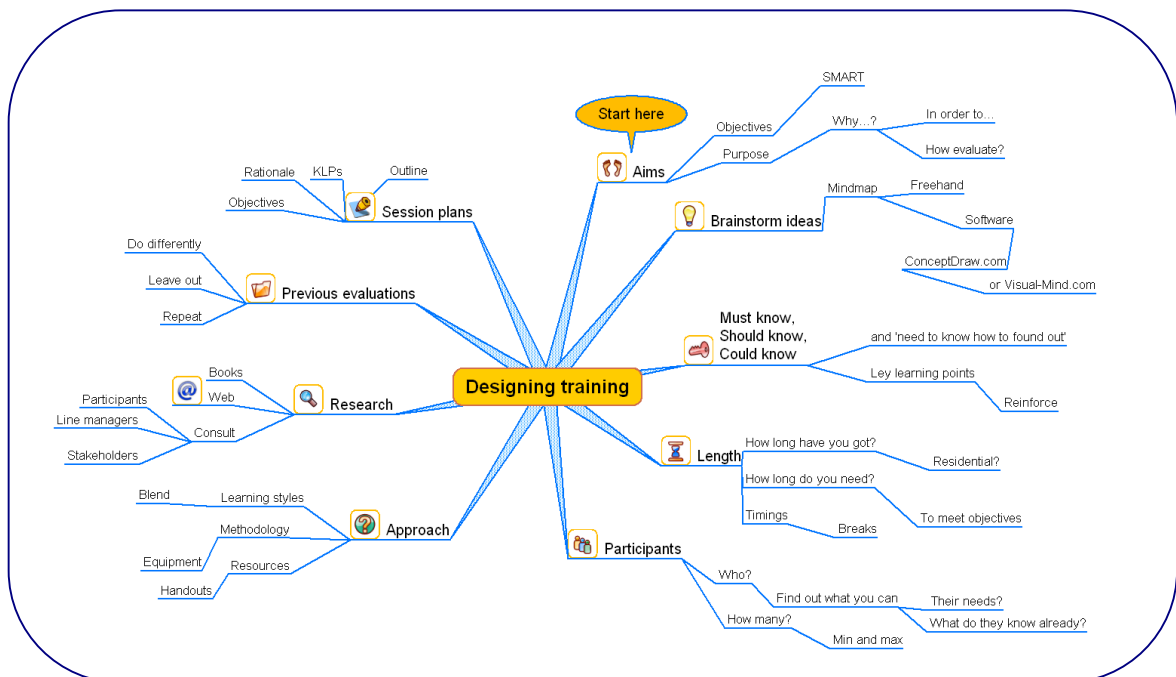 Start here
Aims
Objectives
SMART
Purpose
Why...?
In order to...
How evaluate?
Brainstorm ideas
Mindmap
Freehand
Software
ConceptDraw.com
or Visual-Mind.com
Must know,
Should know,
Could know
and 'need to know how to found out'
Ley learning points
Reinforce
Length
How long have you got?
Residential?
How long do you need?
To meet objectives
Timings
Breaks
Participants
Who?
Find out what you can
Their needs?
What do they know already?
How many?
Min and max
Designing training
Approach
Learning styles
Blend
Methodology
Equipment
Resources
Handouts
Research
Books
@
Web
Consult
Participants
Line managers
Stakeholders
Previous evaluations
Do differently
Leave out
Repeat
Session plans
Outline
KLPs
Rationale
Objectives